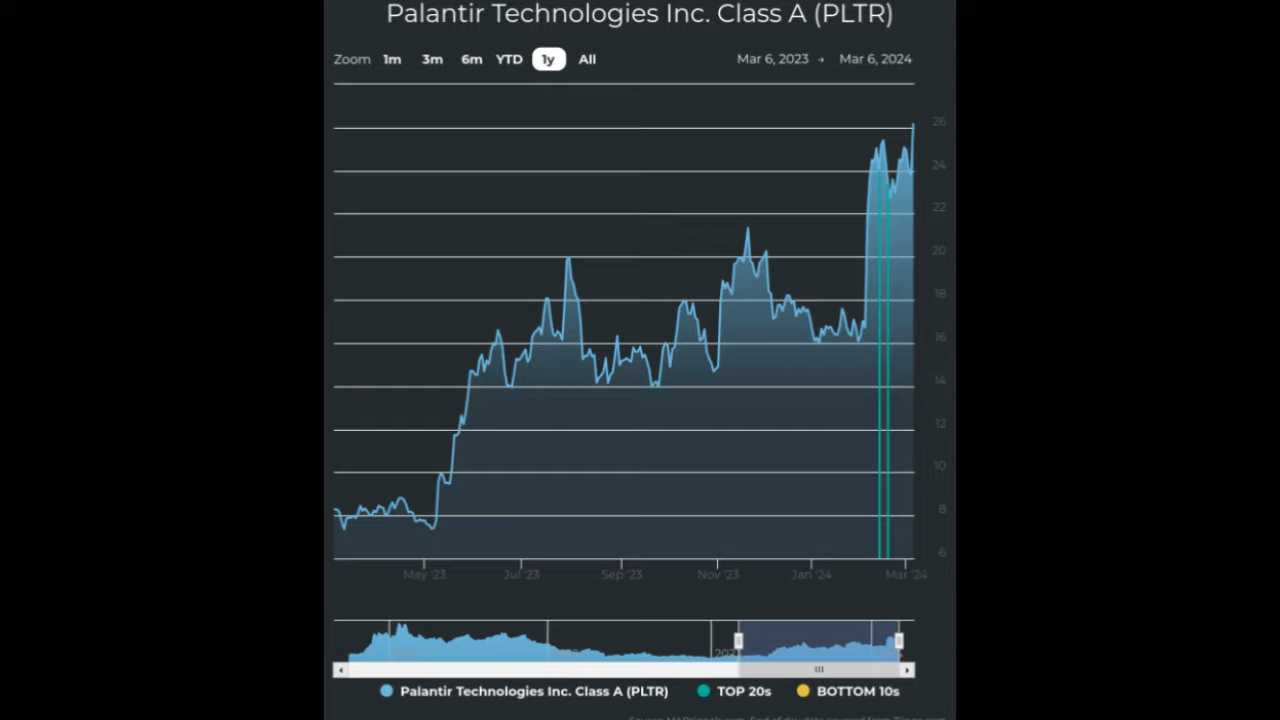 Palantir Technologies Inc. Class A (PLTR)
Zoom 1m 3m 6m YTD 1y All Mar 6, 2023 → Mar 6, 2024
26
24
22
20
18
16
14
12
10
8
6
May '23 Jul '23 Sep '23 Nov '23 Jan '24 Mar '24
Palantir Technologies Inc. Class A (PLTR) TOP 20s BOTTOM 10s